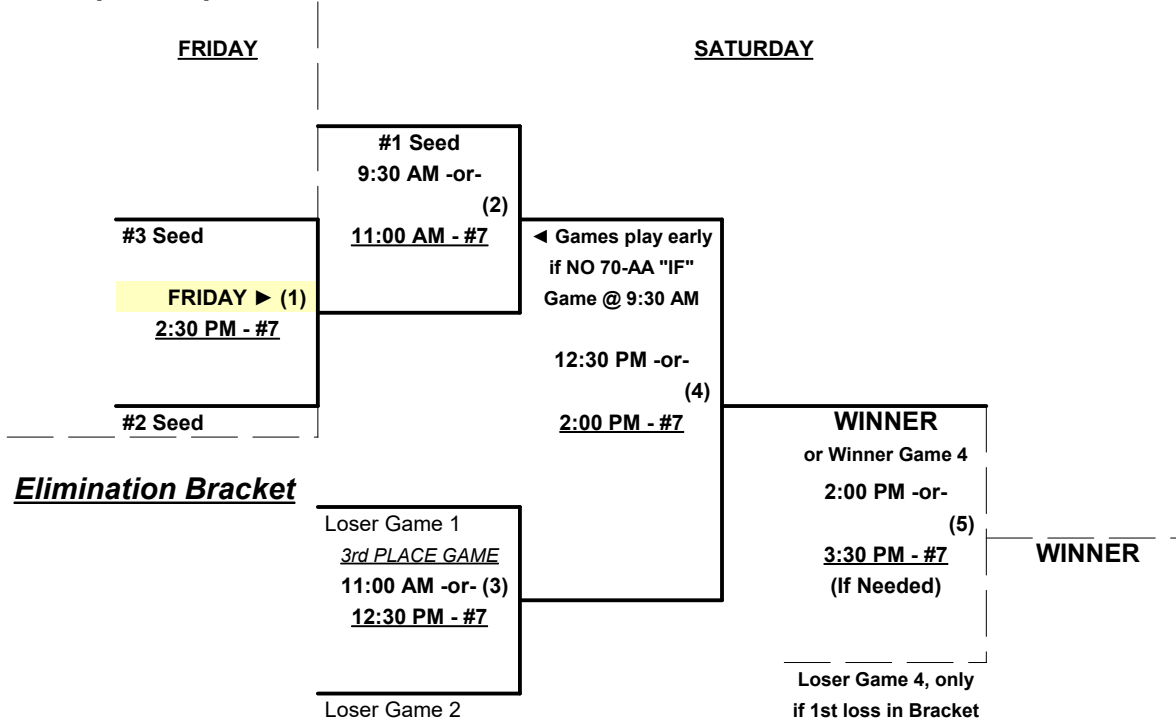 FRIDAY
SATURDAY
#1 Seed
9:30 AM -or-
(2)
11:00 AM - #7
#3 Seed
FRIDAY ► (1)
2:30 PM - #7
#2 Seed
◄ Games play early
if NO 70-AA "IF"
Game @ 9:30 AM
12:30 PM -or-
(4)
2:00 PM - #7
WINNER
or Winner Game 4
2:00 PM -or-
(5)
3:30 PM - #7
(If Needed)
WINNER
Elimination Bracket
Loser Game 1
3rd PLACE GAME
11:00 AM -or- (3)
12:30 PM - #7
Loser Game 2
Loser Game 4, only
if 1st loss in Bracket